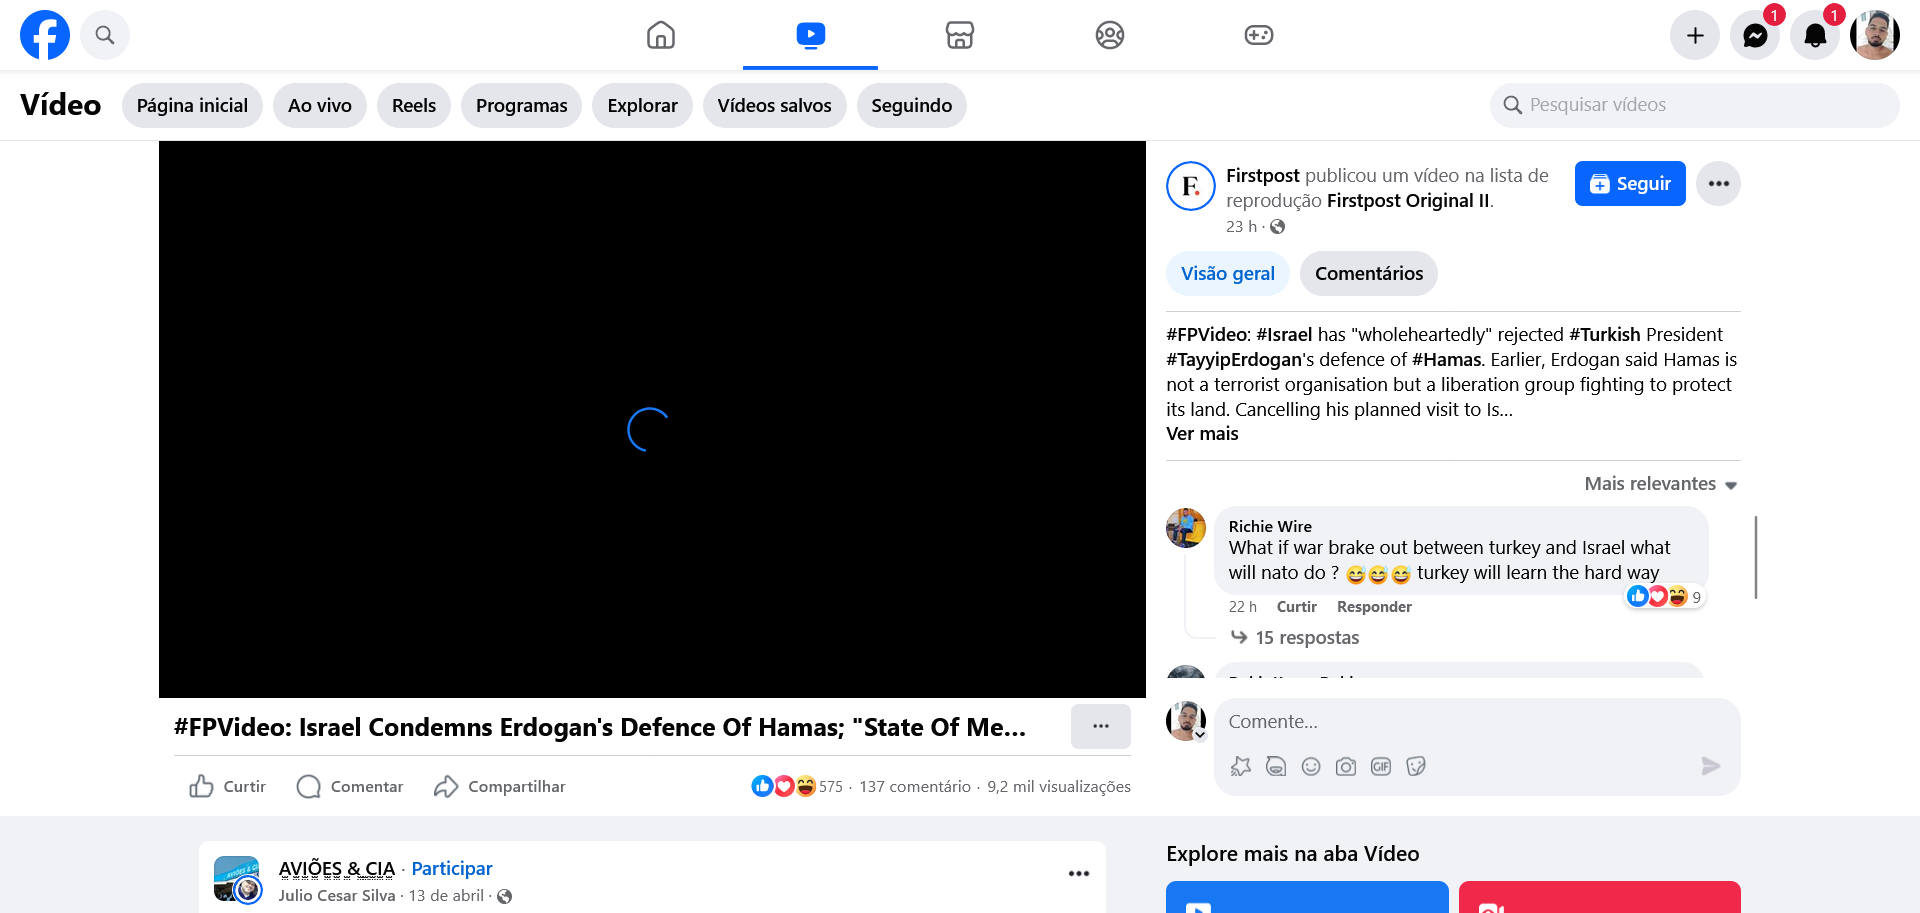 1
1
Vídeo
Página inicial
Ao vivo
Reels
Programas
Explorar
Vídeos salvos
Seguindo
Pesquisar vídeos
F.
Firstpost publicou um vídeo na lista de
reprodução Firstpost Original II.
23 h ·
Seguir
Visão geral
Comentários
#FPVideo: #Israel has "wholeheartedly" rejected #Turkish President
#TayyipErdogan's defence of #Hamas. Earlier, Erdogan said Hamas is
not a terrorist organisation but a liberation group fighting to protect
its land. Cancelling his planned visit to Is...
Ver mais
Mais relevantes
Richie Wire
What if war brake out between turkey and Israel what
will nato do ? 😅😅😅 turkey will learn the hard way
9
22 h Curtir Responder
15 respostas
Comente...
GIF
#FPVideo: Israel Condemns Erdogan's Defence Of Hamas; "State Of Me...
Curtir
Comentar
Compartilhar
575 · 137 comentário · 9,2 mil visualizações
AVIÕES & CIA · Participar
Julio Cesar Silva · 13 de abril ·
Explore mais na aba Vídeo